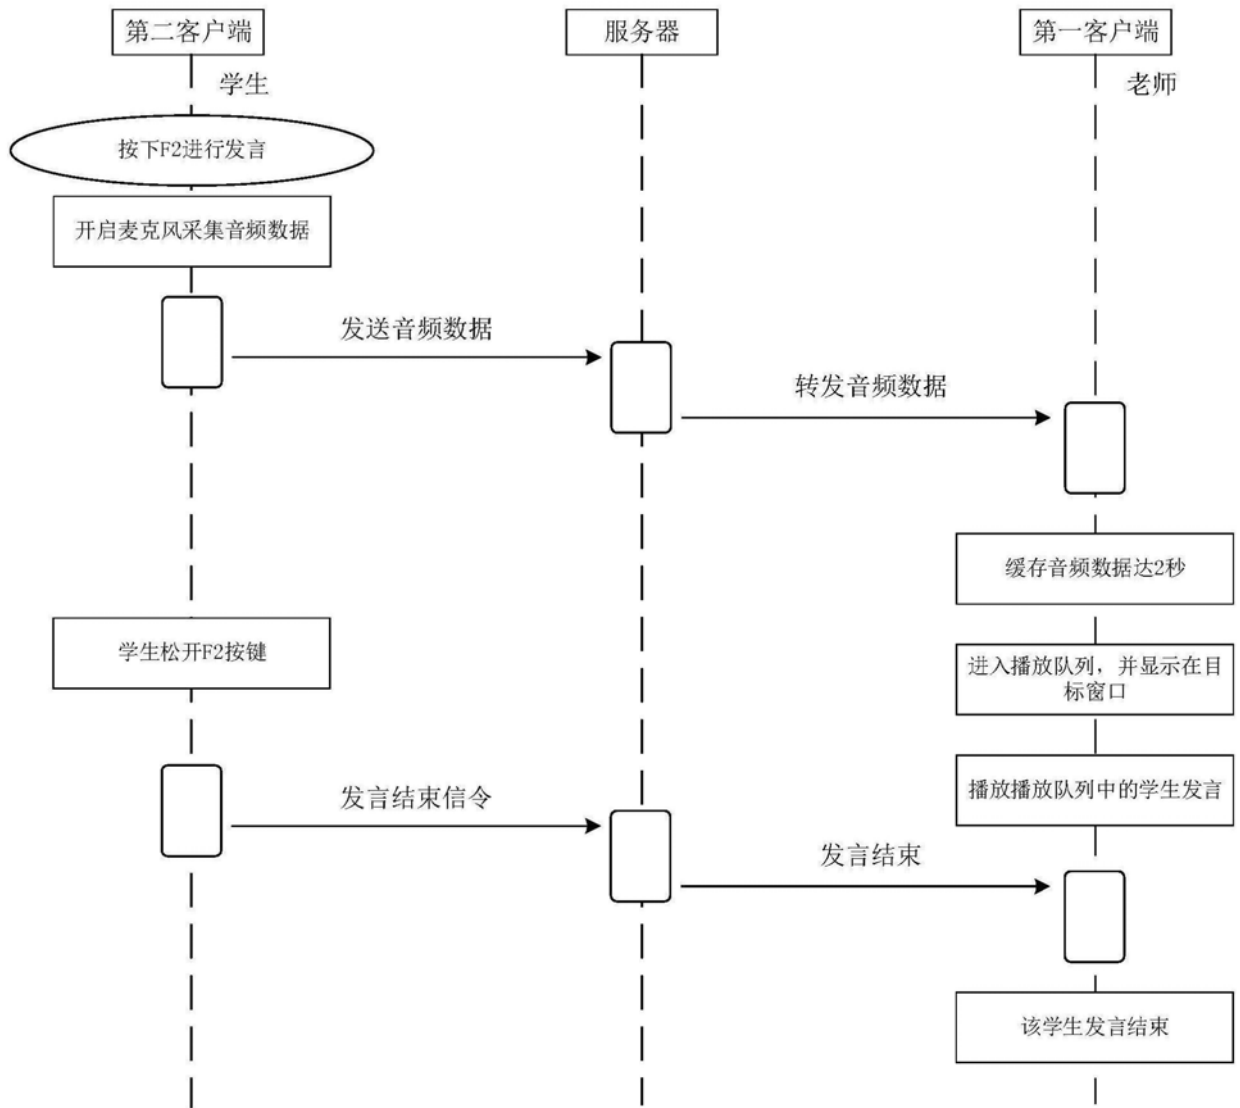 第二客户端
服务器
第一客户端
学生
老师
按下F2进行发言
开启麦克风采集音频数据
发送音频数据
转发音频数据
缓存音频数据达2秒
学生松开F2按键
进入播放队列，并显示在目
标窗口
播放播放队列中的学生发言
发言结束信令
发言结束
该学生发言结束